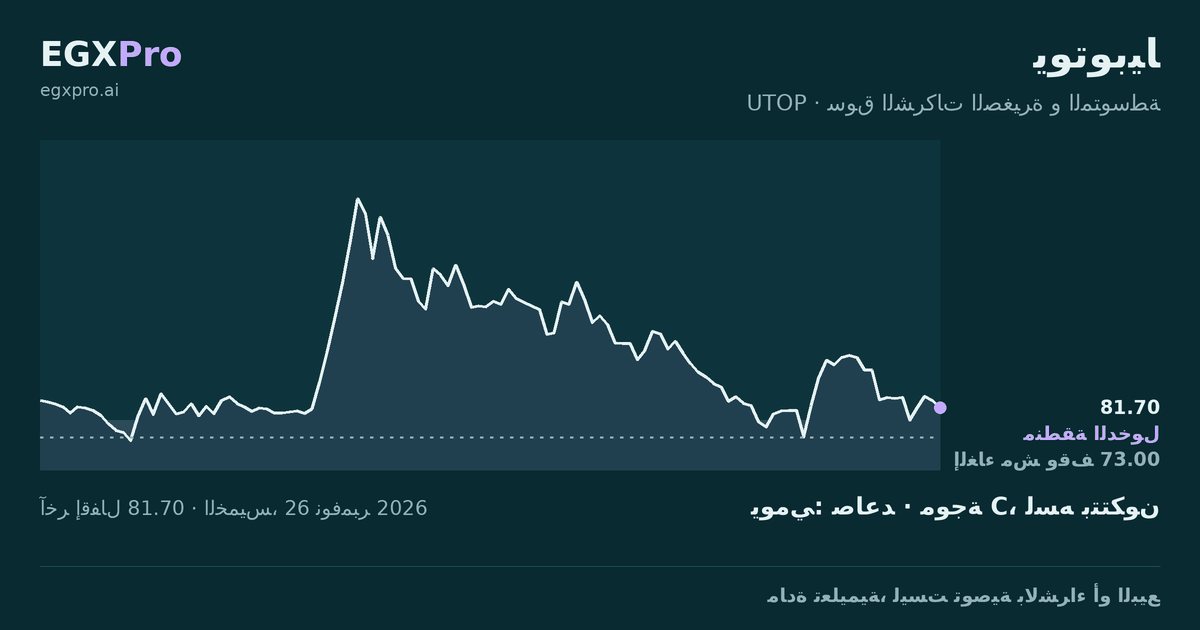 EGXPro
egxpro.ai
يوتوبيا
UTOP · سوق الشركات الصغيرة و المتوسطة
81.70
منطقة الدخول
إلغاء مش وقف 73.00
يومي: صاعد · موجة C، لسه بتتكون
آخر إقفال 81.70 · الخميس، 26 نوفمبر 2026
مادة تعليمية، ليست توصية بالشراء أو البيع